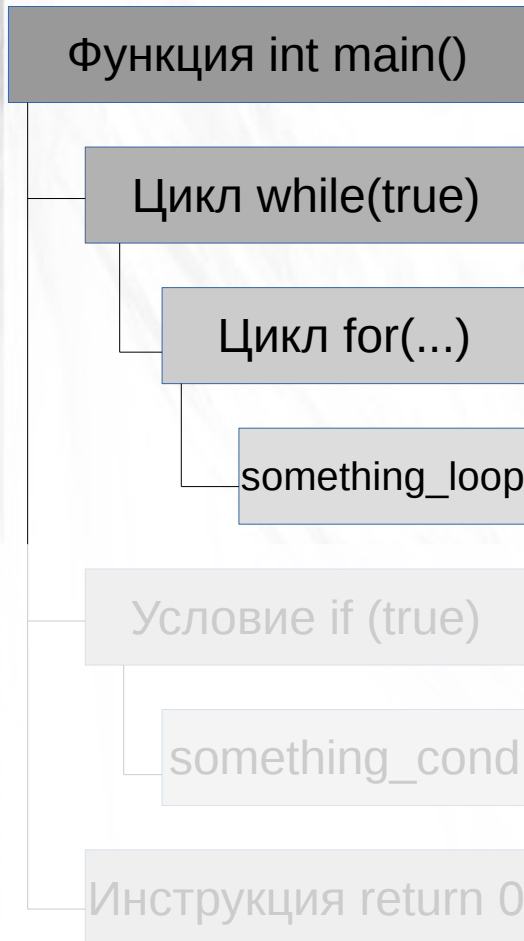 Функция int main()
Цикл while(true)
Цикл for(...)
something_loop
Условие if (true)
something_cond
Инструкция return 0